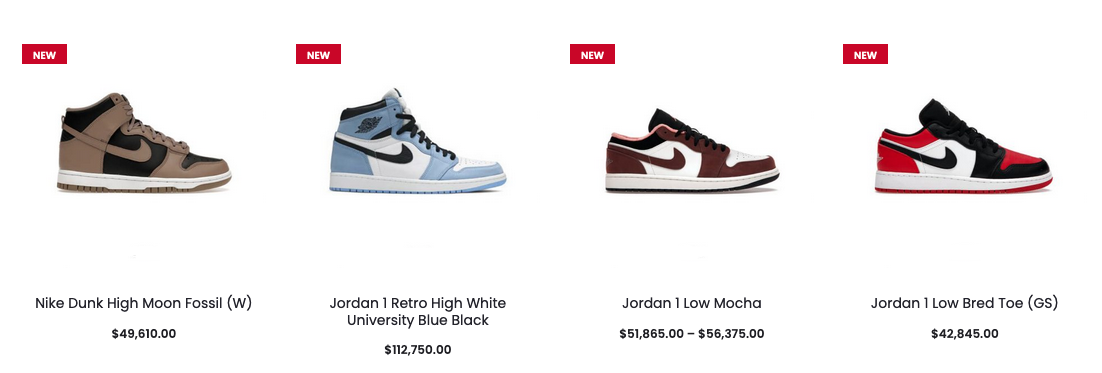 NEW
NEW
NEW
NEW
Nike Dunk High Moon Fossil (W)
$49,610.00
Jordan 1 Retro High White
University Blue Black
$112,750.00
Jordan 1 Low Mocha
$51,865.00 – $56,375.00
Jordan 1 Low Bred Toe (GS)
$42,845.00